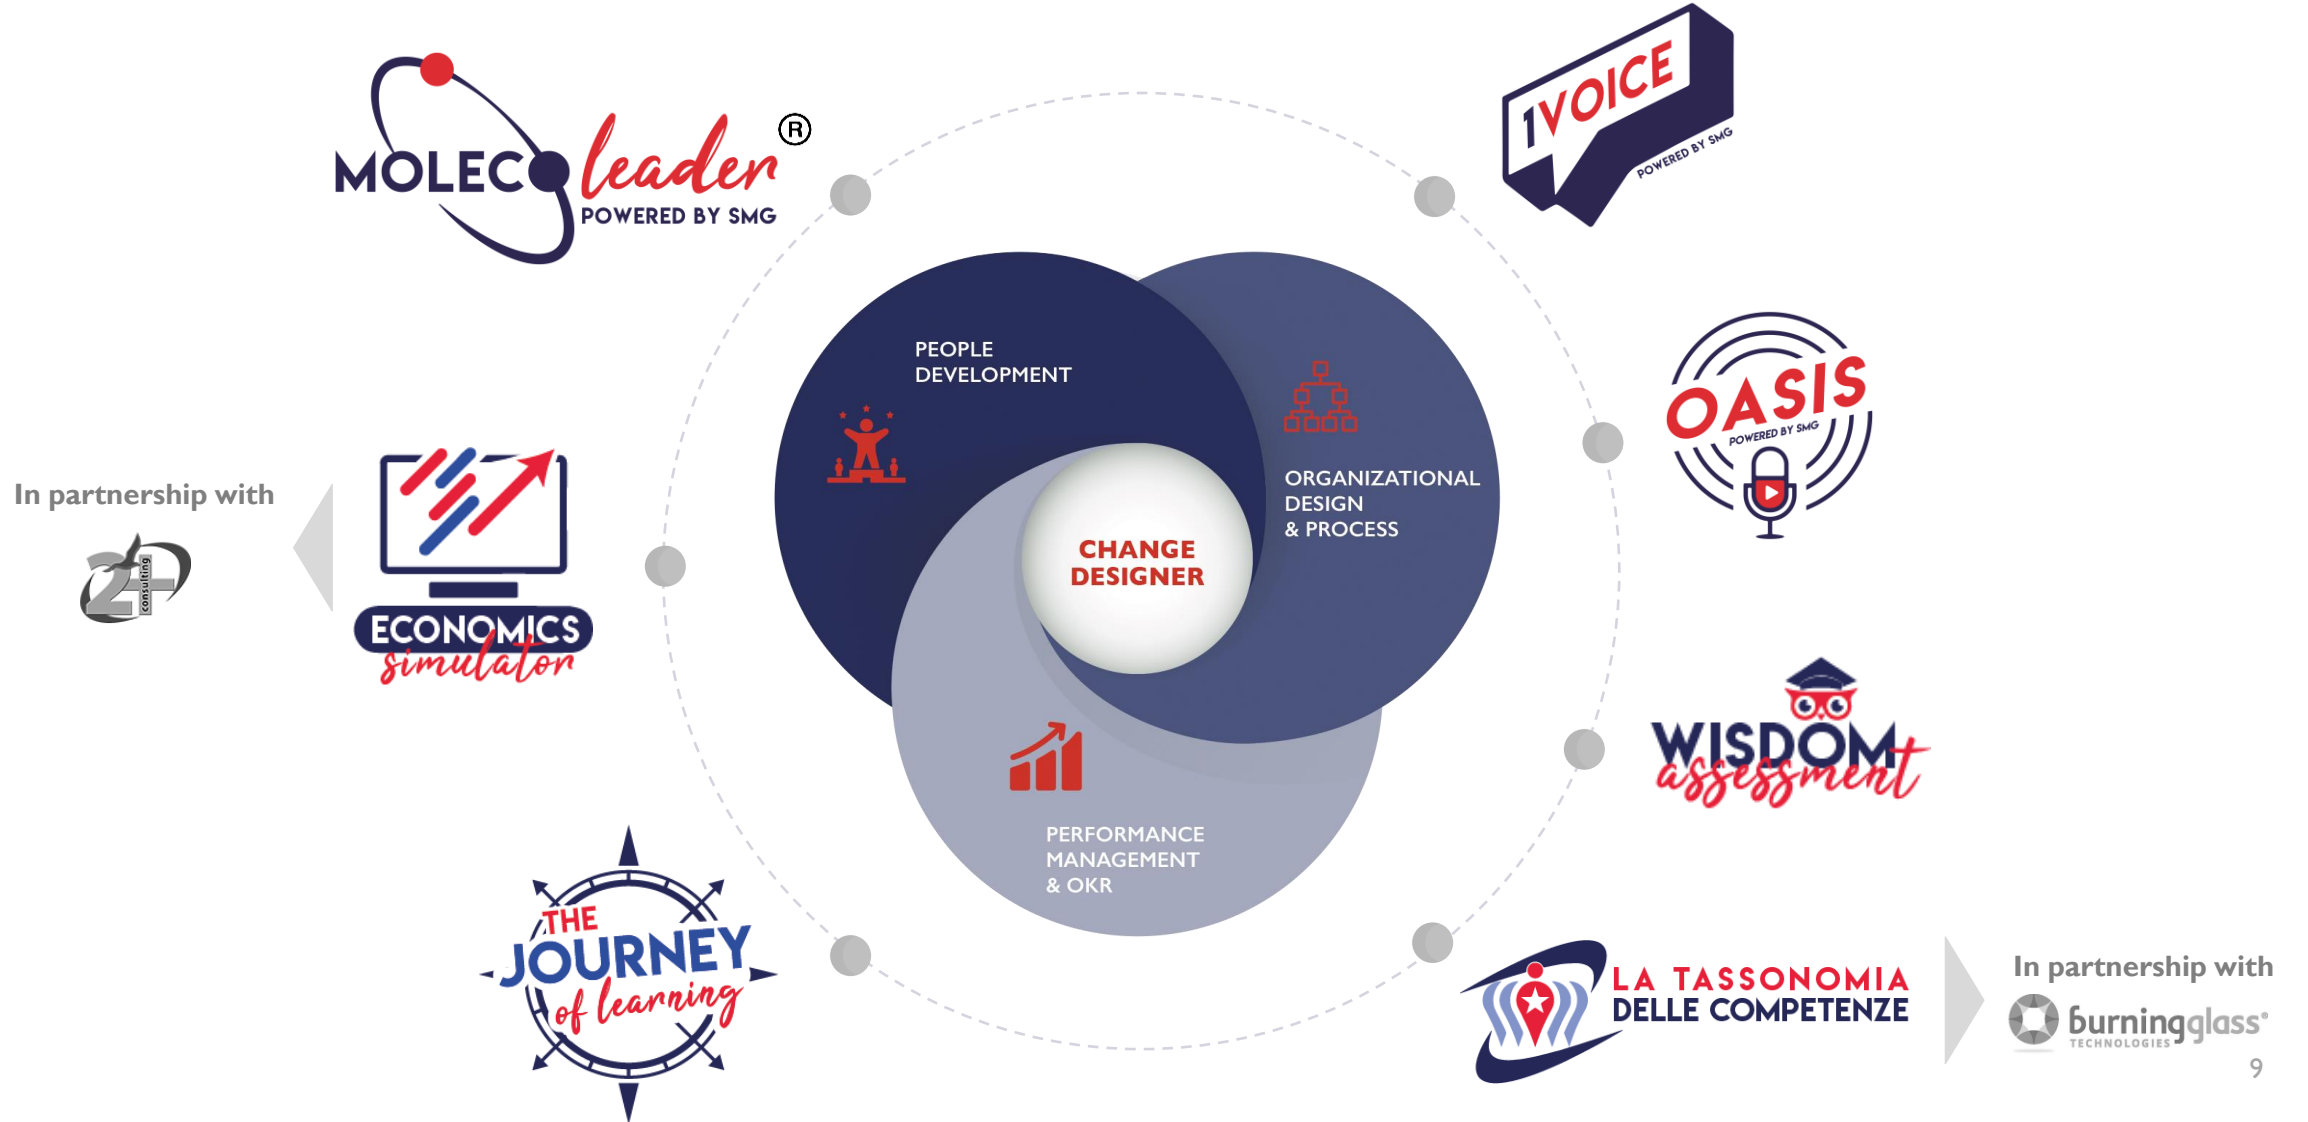 MOLECOleader®
POWERED BY SMG
1VOICE
POWERED BY SMG
PEOPLE
DEVELOPMENT
ORGANIZATIONAL
DESIGN
& PROCESS
CHANGE
DESIGNER
PERFORMANCE
MANAGEMENT
& OKR
OASIS
POWERED BY SMG
In partnership with
2+
consulting
ECONOMICS
simulator
WISDOM
assessment
THE
JOURNEY
of learning
LA TASSONOMIA
DELLE COMPETENZE
In partnership with
burningglass®
TECHNOLOGIES
9